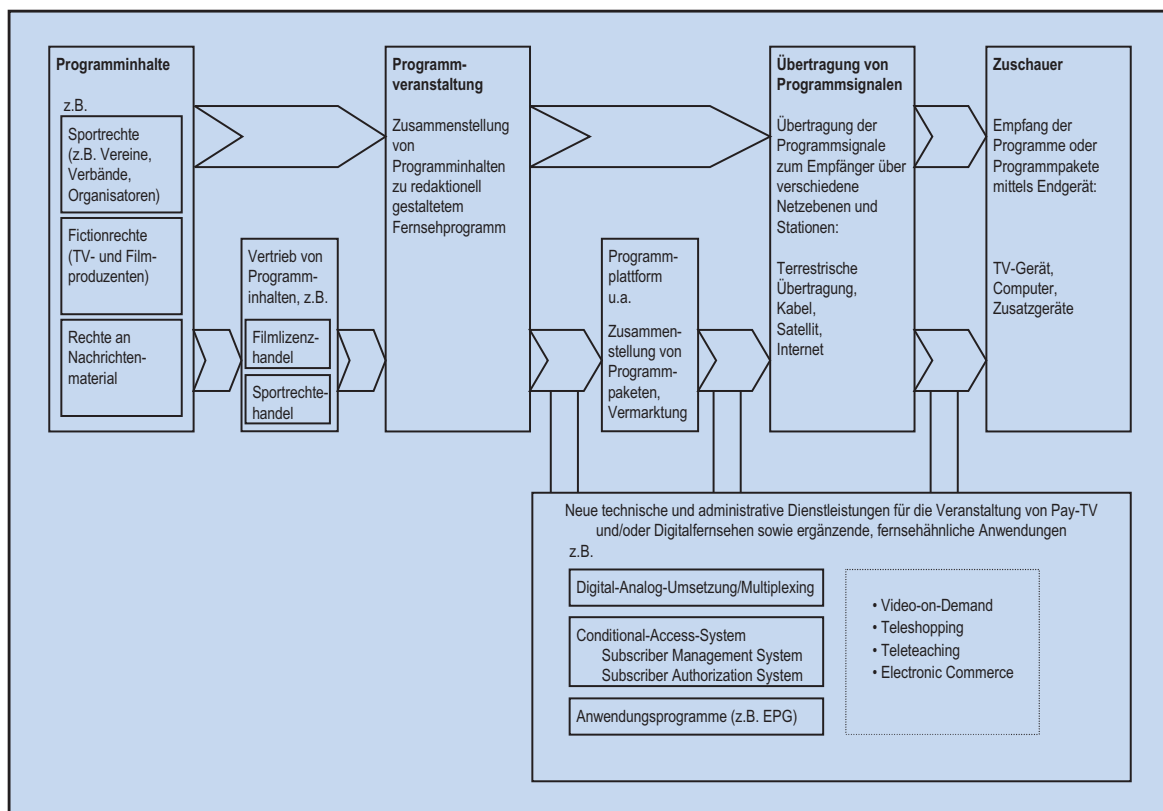 Programminhalte
z.B.
Sportrechte
(z.B. Vereine,
Verbände,
Organisatoren)
Fictionrechte
(TV- und Film-
produzenten)
Rechte an
Nachrichten-
material
Vertrieb von
Programm-
inhalten, z.B.
Filmlizenz-
handel
Sportrechte-
handel
Programm-
veranstaltung
Zusammenstellung
von
Programminhalten
zu redaktionell
gestaltetem
Fernsehprogramm
Programm-
plattform
u.a.
Zusammen-
stellung von
Programm-
paketen,
Vermarktung
Übertragung von
Programmsignalen
Übertragung der
Programmsignale
zum Empfänger über
verschiedene
Netzebenen und
Stationen:
Terrestrische
Übertragung,
Kabel,
Satellit,
Internet
Zuschauer
Empfang der
Programme oder
Programmpakete
mittels Endgerät:
TV-Gerät,
Computer,
Zusatzgeräte
Neue technische und administrative Dienstleistungen für die Veranstaltung von Pay-TV
und/oder Digitalfernsehen sowie ergänzende, fernsehähnliche Anwendungen
z.B.
Digital-Analog-Umsetzung/Multiplexing
Conditional-Access-System
Subscriber Management System
Subscriber Authorization System
Anwendungsprogramme (z.B. EPG)
• Video-on-Demand
• Teleshopping
• Teleteaching
• Electronic Commerce